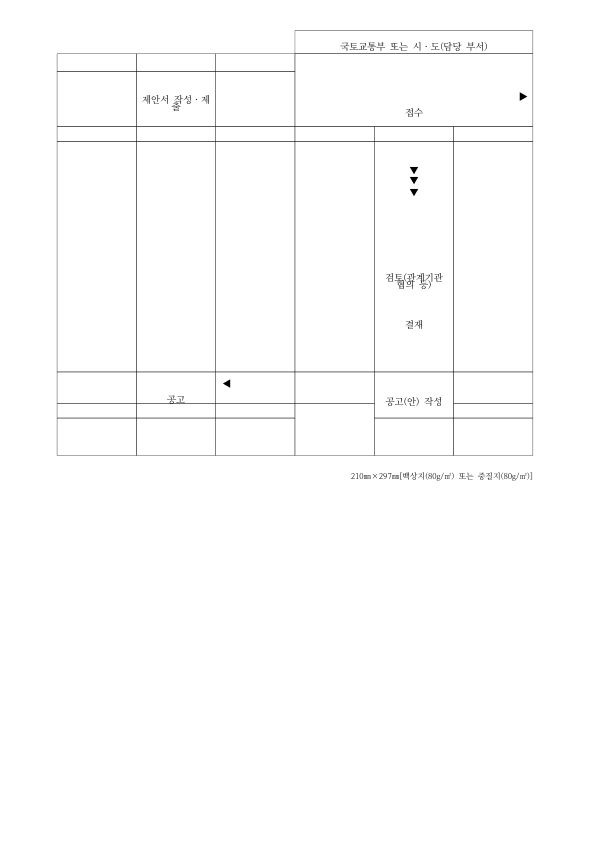 국토교통부 또는 시·도(담당 부서)
제안서 작성·제
출
▶
접수
▼
▼
▼
검토(관계기관
협의 등)
결재
◀
공고
공고(안) 작성
210㎜×297㎜[백상지(80g/㎡) 또는 중질지(80g/㎡)]